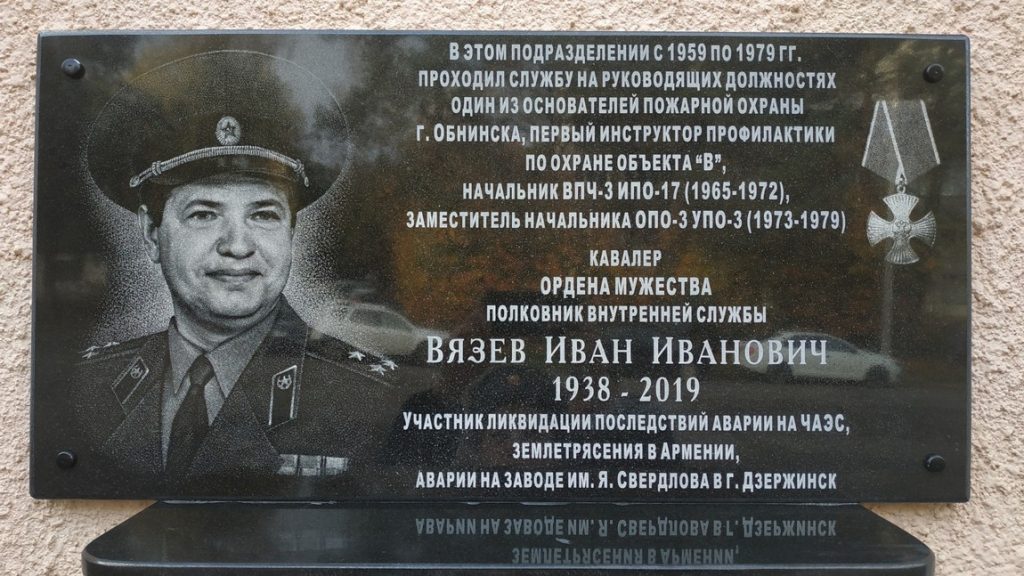 В ЭТОМ ПОДРАЗДЕЛЕНИИ С 1959 ПО 1979 ГГ.
ПРОХОДИЛ СЛУЖБУ НА РУКОВОДЯЩИХ ДОЛЖНОСТЯХ
ОДИН ИЗ ОСНОВАТЕЛЕЙ ПОЖАРНОЙ ОХРАНЫ
Г. ОБНИНСКА, ПЕРВЫЙ ИНСТРУКТОР ПРОФИЛАКТИКИ
ПО ОХРАНЕ ОБЪЕКТА “В”,
НАЧАЛЬНИК ВПЧ-3 ИПО-17 (1965-1972),
ЗАМЕСТИТЕЛЬ НАЧАЛЬНИКА ОПО-3 УПО-3 (1973-1979)
КАВАЛЕР
ОРДЕНА МУЖЕСТВА
ПОЛКОВНИК ВНУТРЕННЕЙ СЛУЖБЫ
ВЯЗЕВ ИВАН ИВАНОВИЧ
1938 - 2019
УЧАСТНИК ЛИКВИДАЦИИ ПОСЛЕДСТВИЙ АВАРИИ НА ЧАЭС,
ЗЕМЛЕТРЯСЕНИЯ В АРМЕНИИ,
АВАРИИ НА ЗАВОДЕ ИМ. Я. СВЕРДЛОВА В Г. ДЗЕРЖИНСК